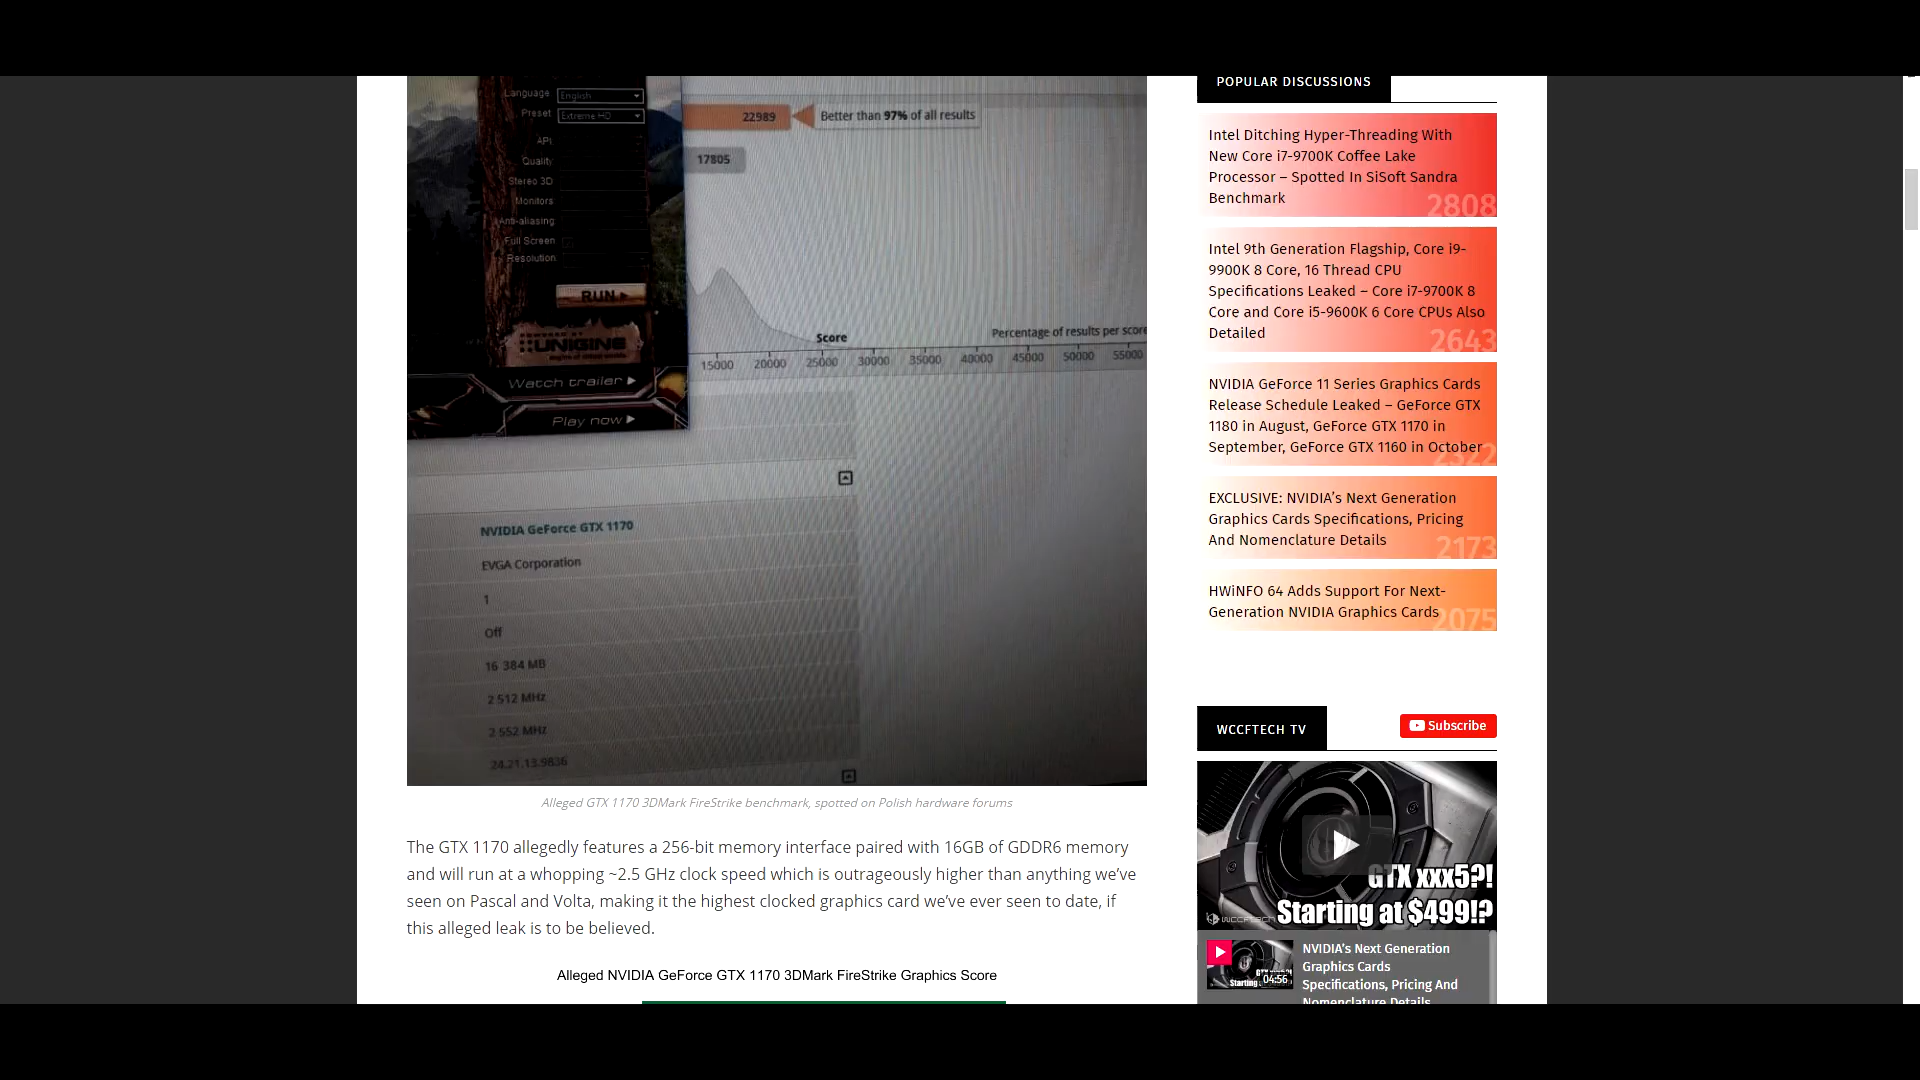 Language English
Preset Extreme HD
API
Quality
Stereo 3D
Monitors
Anti-aliasing
Full Screen
Resolution
RUN
UNIGINE
Watch trailer
Play now
22989
Better than 97% of all results
17805
Score
Percentage of results per score
15000 20000 25000 30000 35000 40000 45000 50000 55000
NVIDIA GeForce GTX 1170
EVGA Corporation
1
Off
16 384 MB
2 512 MHz
2 552 MHz
24.21.13.9836
Alleged GTX 1170 3DMark FireStrike benchmark, spotted on Polish hardware forums
The GTX 1170 allegedly features a 256-bit memory interface paired with 16GB of GDDR6 memory
and will run at a whopping ~2.5 GHz clock speed which is outrageously higher than anything we’ve
seen on Pascal and Volta, making it the highest clocked graphics card we’ve ever seen to date, if
this alleged leak is to be believed.
Alleged NVIDIA GeForce GTX 1170 3DMark FireStrike Graphics Score
POPULAR DISCUSSIONS
Intel Ditching Hyper-Threading With
New Core i7-9700K Coffee Lake
Processor – Spotted In SiSoft Sandra
Benchmark
2808
Intel 9th Generation Flagship, Core i9-
9900K 8 Core, 16 Thread CPU
Specifications Leaked – Core i7-9700K 8
Core and Core i5-9600K 6 Core CPUs Also
Detailed
2643
NVIDIA GeForce 11 Series Graphics Cards
Release Schedule Leaked – GeForce GTX
1180 in August, GeForce GTX 1170 in
September, GeForce GTX 1160 in October
2322
EXCLUSIVE: NVIDIA’s Next Generation
Graphics Cards Specifications, Pricing
And Nomenclature Details
2173
HWiNFO 64 Adds Support For Next-
Generation NVIDIA Graphics Cards
2075
WCCFTECH TV
Subscribe
GTX xxx5?!
WCCFTECH
Starting at $499!?
04:56
NVIDIA's Next Generation
Graphics Cards
Specifications, Pricing And
Nomenclature Details